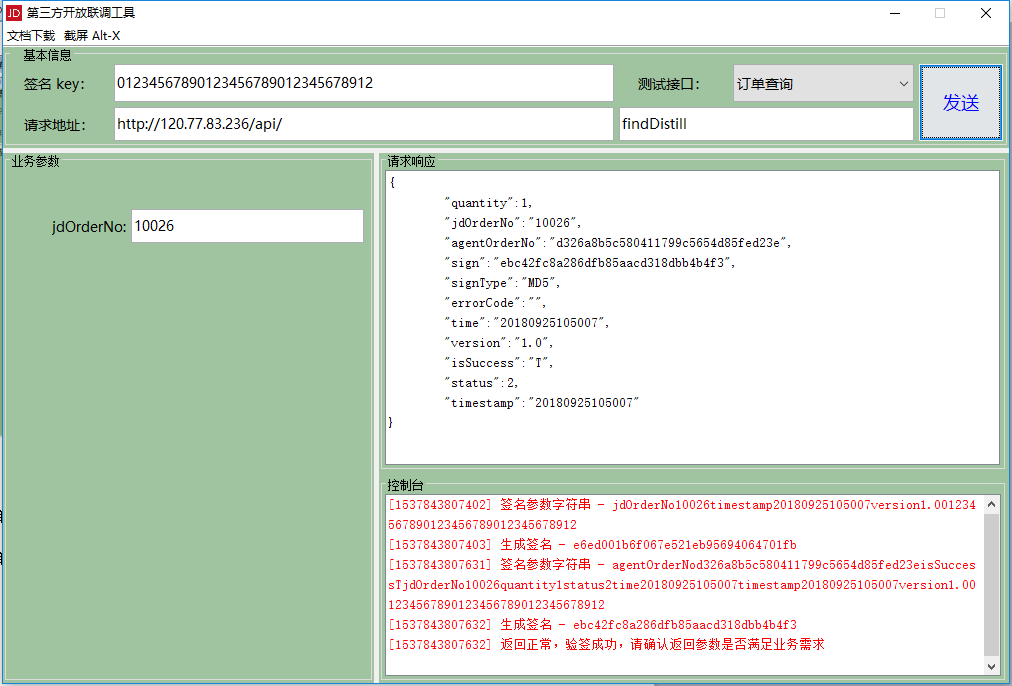 JD 第三方开放联调工具
文档下载 截屏 Alt-X
基本信息
签名 key: 01234567890123456789012345678912 测试接口: 订单查询 发送
请求地址: http://120.77.83.236/api/ findDistill
业务参数
jdOrderNo: 10026
请求响应
{
"quantity":1,
"jdOrderNo":"10026",
"agentOrderNo":"d326a8b5c580411799c5654d85fed23e",
"sign":"ebc42fc8a286dfb85aacd318dbb4b4f3",
"signType":"MD5",
"errorCode":"",
"time":"20180925105007",
"version":"1.0",
"isSuccess":"T",
"status":2,
"timestamp":"20180925105007"
}
控制台
[1537843807402] 签名参数字符串 - jdOrderNo10026timestamp20180925105007version1.001234
567890123456789012345678912
[1537843807403] 生成签名 - e6ed001b6f067e521eb95694064701fb
[1537843807631] 签名参数字符串 - agentOrderNod326a8b5c580411799c5654d85fed23eisSucces
sTjdOrderNo10026quantity1status2time20180925105007timestamp20180925105007version1.00
1234567890123456789012345678912
[1537843807632] 生成签名 - ebc42fc8a286dfb85aacd318dbb4b4f3
[1537843807632] 返回正常，验签成功，请确认返回参数是否满足业务需求